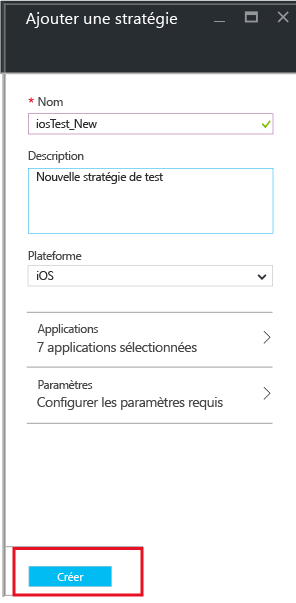 Ajouter une stratégie
* Nom
iosTest_New
Description
Nouvelle stratégie de test
Plateforme
iOS
Applications
7 applications sélectionnées
Paramètres
Configurer les paramètres requis
Créer